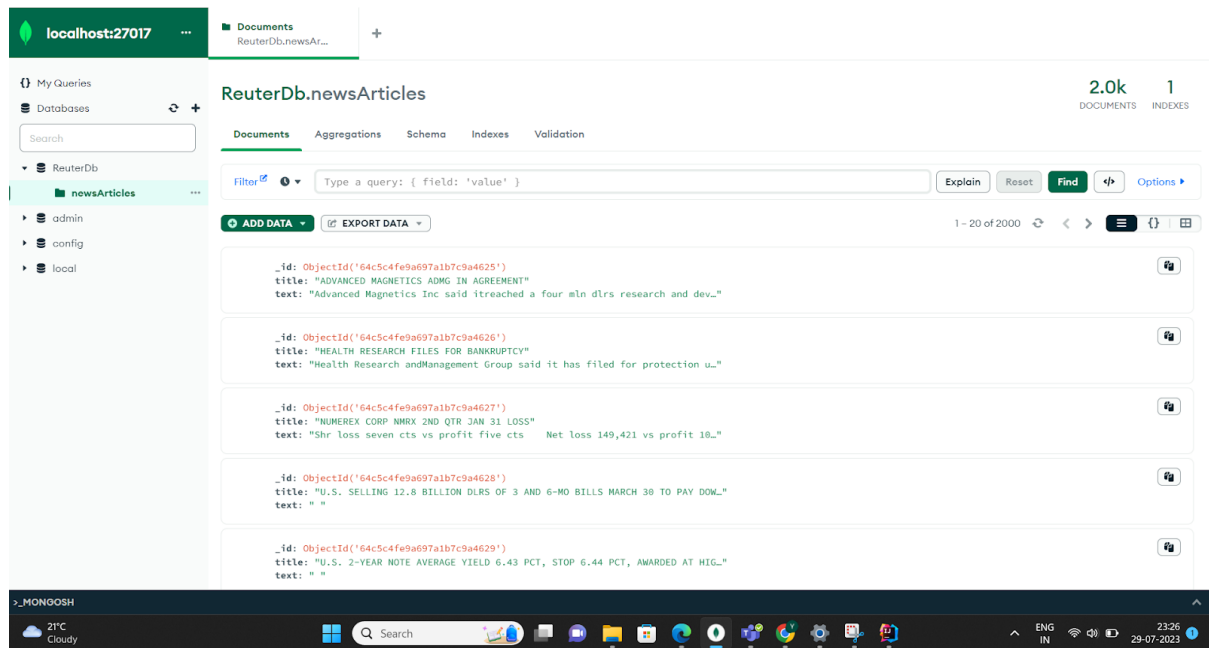 localhost:27017 ...
Documents
ReuterDb.newsAr...
+
{} My Queries
Databases
Search
ReuterDb
newsArticles ...
admin
config
local
ReuterDb.newsArticles
2.0k
DOCUMENTS
1
INDEXES
Documents Aggregations Schema Indexes Validation
Filter Type a query: { field: 'value' } Explain Reset Find </> Options
ADD DATA EXPORT DATA 1 – 20 of 2000 {}
_id: ObjectId('64c5c4fe9a697a1b7c9a4625')
title: "ADVANCED MAGNETICS ADMG IN AGREEMENT"
text: "Advanced Magnetics Inc said itreached a four mln dlrs research and dev…"
_id: ObjectId('64c5c4fe9a697a1b7c9a4626')
title: "HEALTH RESEARCH FILES FOR BANKRUPTCY"
text: "Health Research andManagement Group said it has filed for protection u…"
_id: ObjectId('64c5c4fe9a697a1b7c9a4627')
title: "NUMEREX CORP NMRX 2ND QTR JAN 31 LOSS"
text: "Shr loss seven cts vs profit five cts    Net loss 149,421 vs profit 10…"
_id: ObjectId('64c5c4fe9a697a1b7c9a4628')
title: "U.S. SELLING 12.8 BILLION DLRS OF 3 AND 6-MO BILLS MARCH 30 TO PAY DOW…"
text: " "
_id: ObjectId('64c5c4fe9a697a1b7c9a4629')
title: "U.S. 2-YEAR NOTE AVERAGE YIELD 6.43 PCT, STOP 6.44 PCT, AWARDED AT HIG…"
text: " "
>_MONGOSH
21°C
Cloudy
Search
ENG
IN
23:26
29-07-2023
1